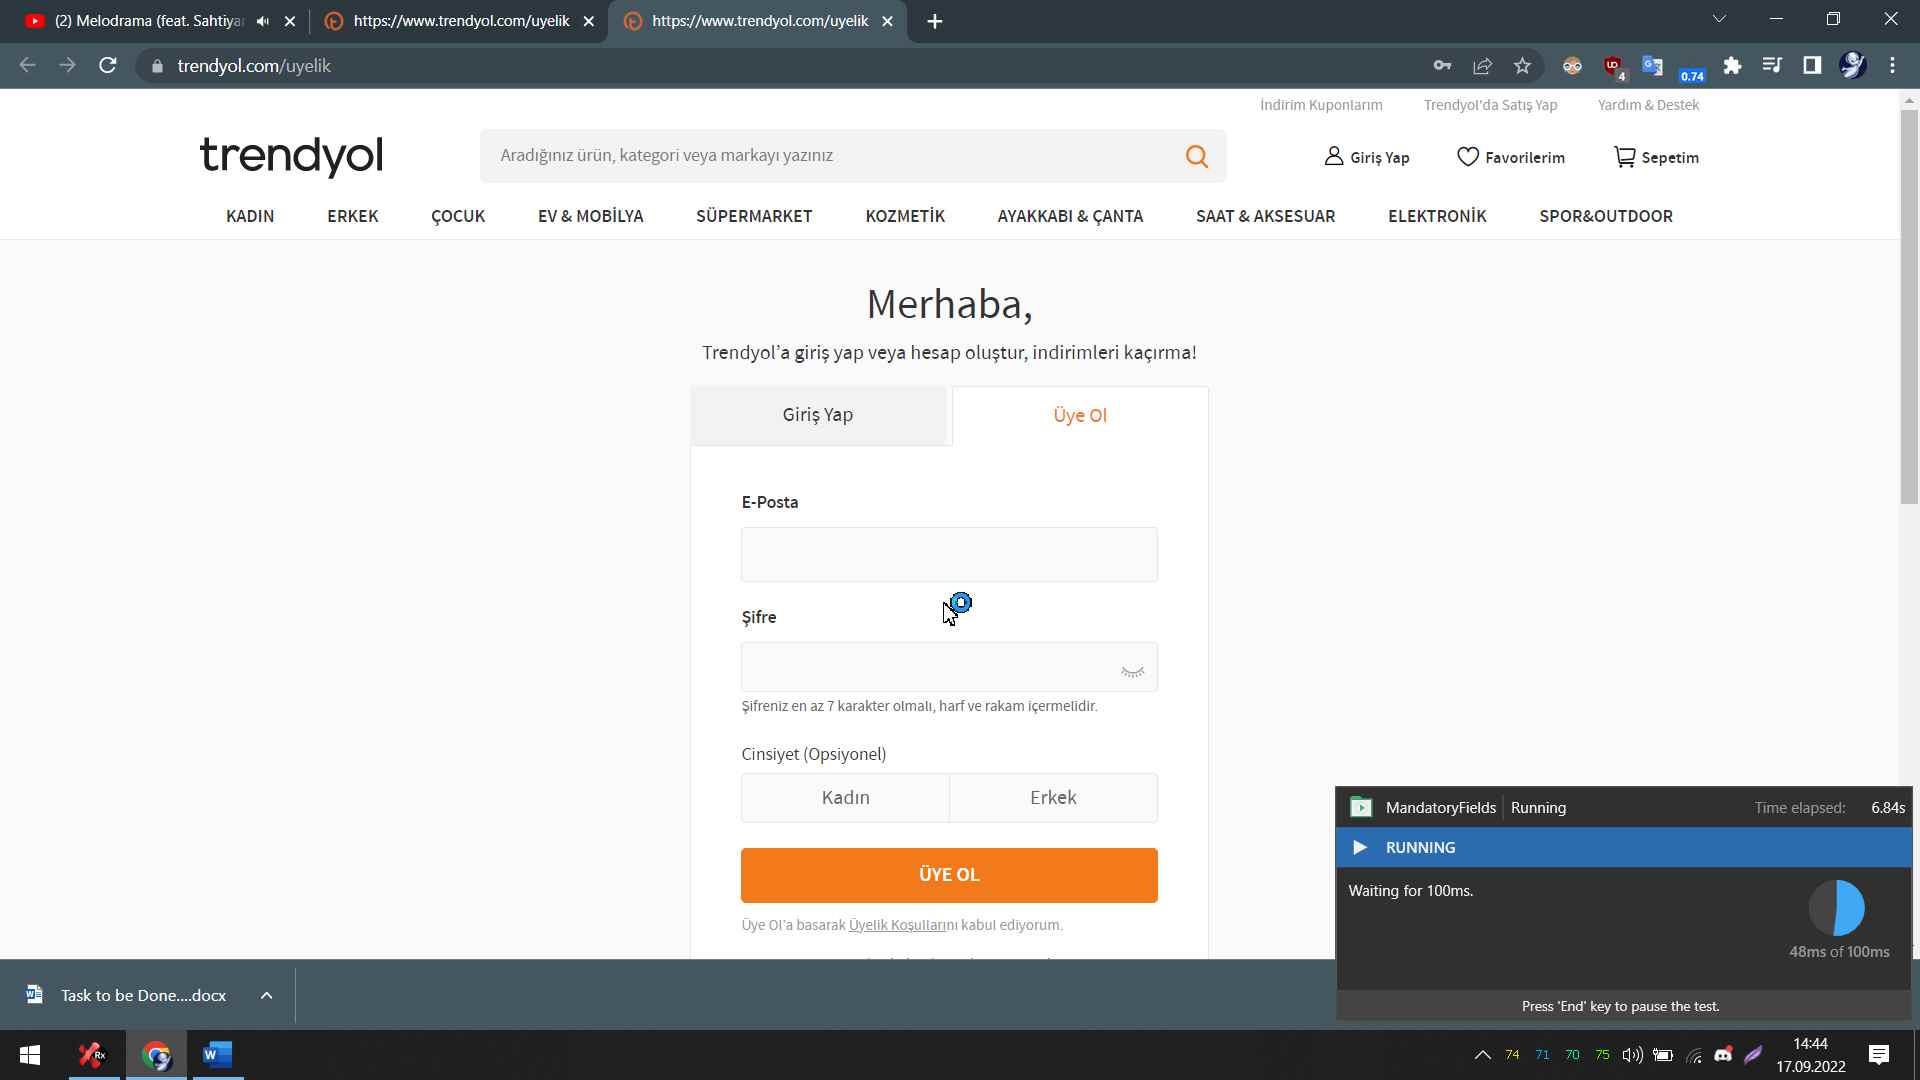 (2) Melodrama (feat. Sahtiya
https://www.trendyol.com/uyelik
https://www.trendyol.com/uyelik
trendyol.com/uyelik
4
0.74
İndirim Kuponlarım
Trendyol'da Satış Yap
Yardım & Destek
trendyol
Aradığınız ürün, kategori veya markayı yazınız
Giriş Yap
Favorilerim
Sepetim
KADIN ERKEK ÇOCUK EV & MOBİLYA SÜPERMARKET KOZMETİK AYAKKABI & ÇANTA SAAT & AKSESUAR ELEKTRONİK SPOR&OUTDOOR
Merhaba,
Trendyol'a giriş yap veya hesap oluştur, indirimleri kaçırma!
Giriş Yap
Üye Ol
E-Posta
Şifre
Şifreniz en az 7 karakter olmalı, harf ve rakam içermelidir.
Cinsiyet (Opsiyonel)
Kadın
Erkek
ÜYE OL
Üye Ol'a basarak Üyelik Koşullarını kabul ediyorum.
MandatoryFields Running Time elapsed: 6.84s
RUNNING
Waiting for 100ms.
48ms of 100ms
Press 'End' key to pause the test.
Task to be Done....docx
Rx
W
74 71 70 75
14:44
17.09.2022